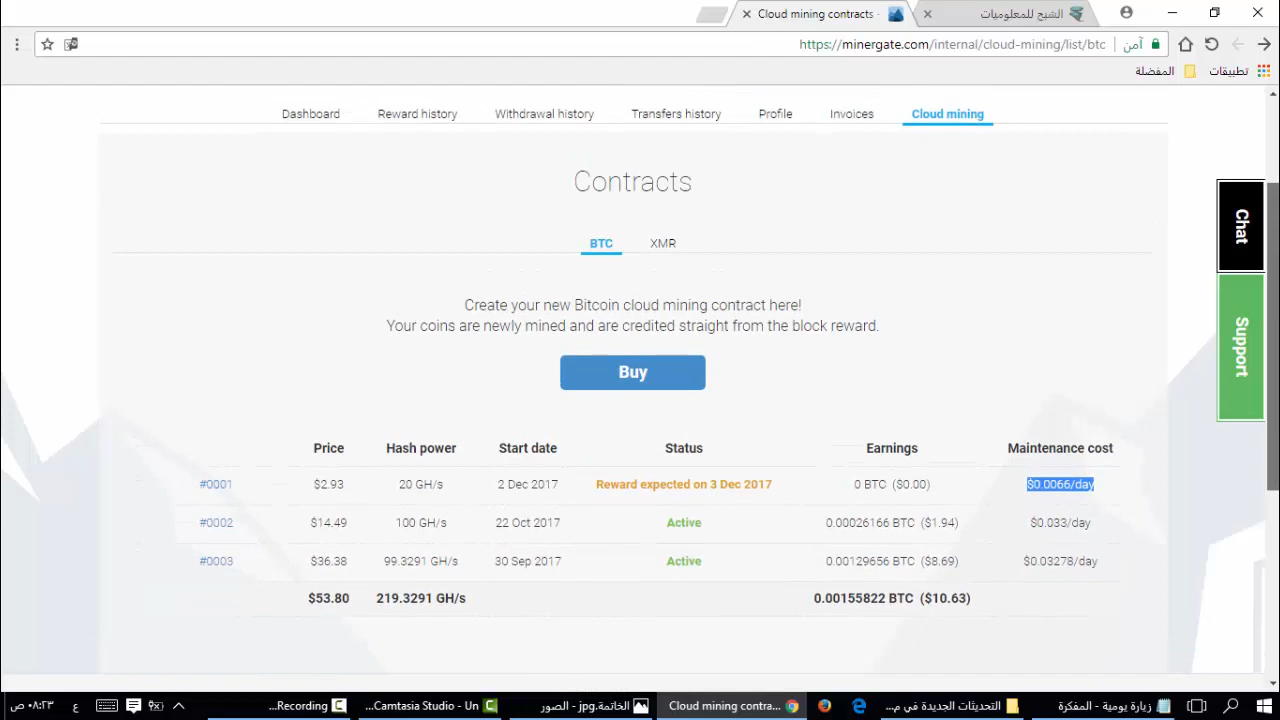 Cloud mining contracts -
الشيخ للمعلوميات
https://minergate.com/internal/cloud-mining/list/btc
آمن
المفضلة
تطبيقات
Dashboard
Reward history
Withdrawal history
Transfers history
Profile
Invoices
Cloud mining
Contracts
BTC
XMR
Create your new Bitcoin cloud mining contract here!
Your coins are newly mined and are credited straight from the block reward.
Buy
Chat
Support
Price Hash power Start date Status Earnings Maintenance cost
#0001 $2.93 20 GH/s 2 Dec 2017 Reward expected on 3 Dec 2017 0 BTC ($0.00) $0.0066/day
#0002 $14.49 100 GH/s 22 Oct 2017 Active 0.00026166 BTC ($1.94) $0.033/day
#0003 $36.38 99.3291 GH/s 30 Sep 2017 Active 0.00129656 BTC ($8.69) $0.03278/day
$53.80 219.3291 GH/s 0.00155822 BTC ($10.63)
٠٨:٢٣ ص
ع
Recording...
Camtasia Studio - Un...
الخاتمة.jpg - الصور
Cloud mining contra...
التحديثات الجديدة في م...
زيارة يومية - المفكرة